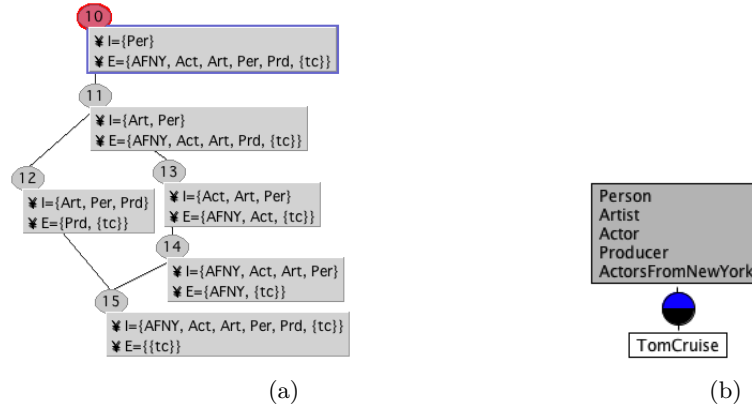 10
¥ I={Per}
¥ E={AFNY, Act, Art, Per, Prd, {tc}}
11
¥ I={Art, Per}
¥ E={AFNY, Act, Art, Prd, {tc}}
12
¥ I={Art, Per, Prd}
¥ E={Prd, {tc}}
13
¥ I={Act, Art, Per}
¥ E={AFNY, Act, {tc}}
14
¥ I={AFNY, Act, Art, Per}
¥ E={AFNY, {tc}}
15
¥ I={AFNY, Act, Art, Per, Prd, {tc}}
¥ E={{tc}}
(a)
Person
Artist
Actor
Producer
ActorsFromNewYork
TomCruise
(b)